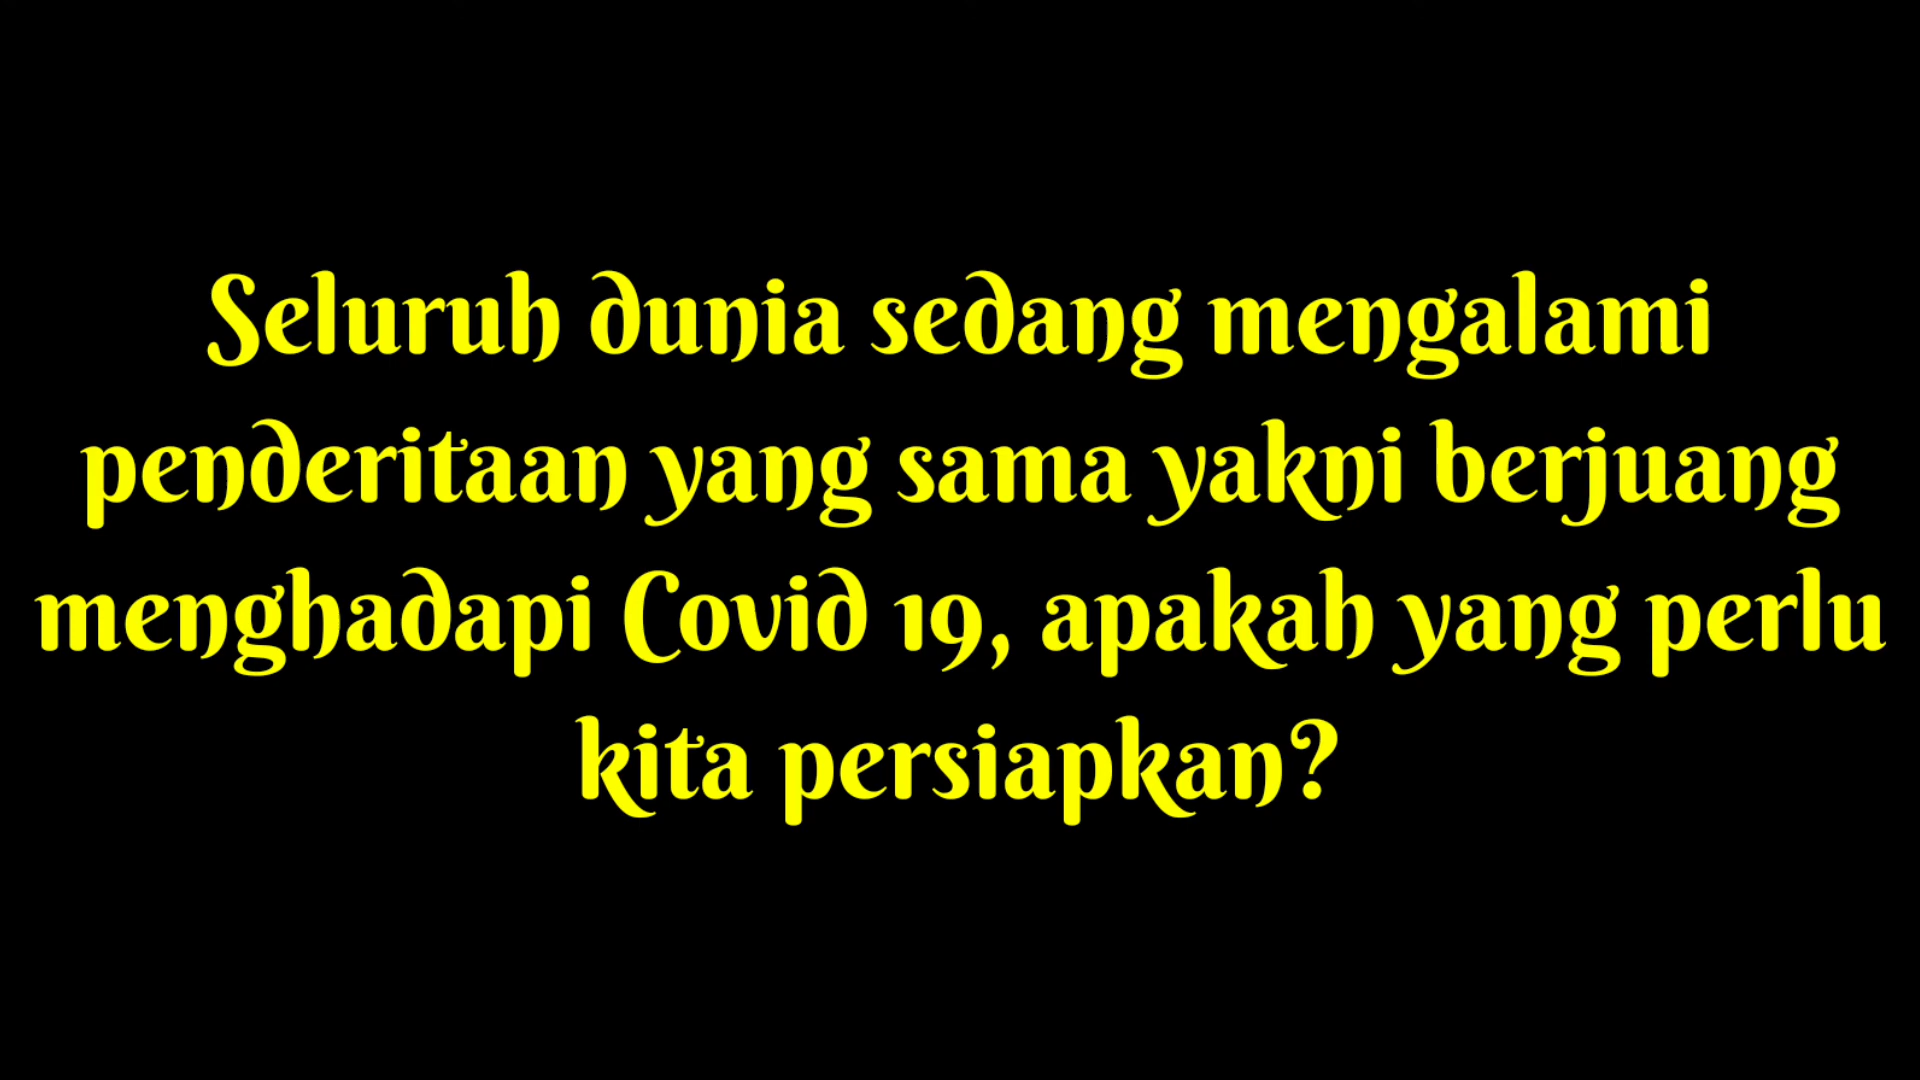 Seluruh dunia sedang mengalami
penderitaan yang sama yakni berjuang
menghadapi Covid 19, apakah yang perlu
kita persiapkan?